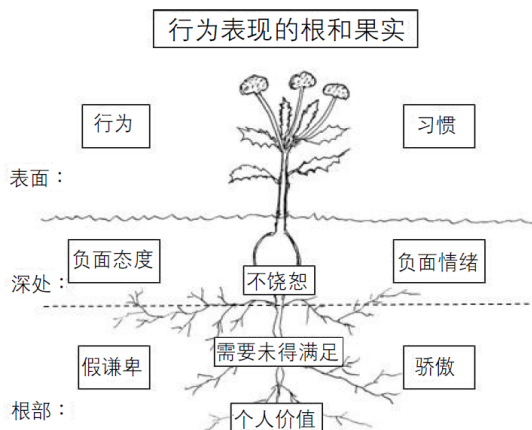 行为表现的根和果实
行为
习惯
表面：
负面态度
负面情绪
深处：
不饶恕
需要未得满足
假谦卑
骄傲
根部：
个人价值